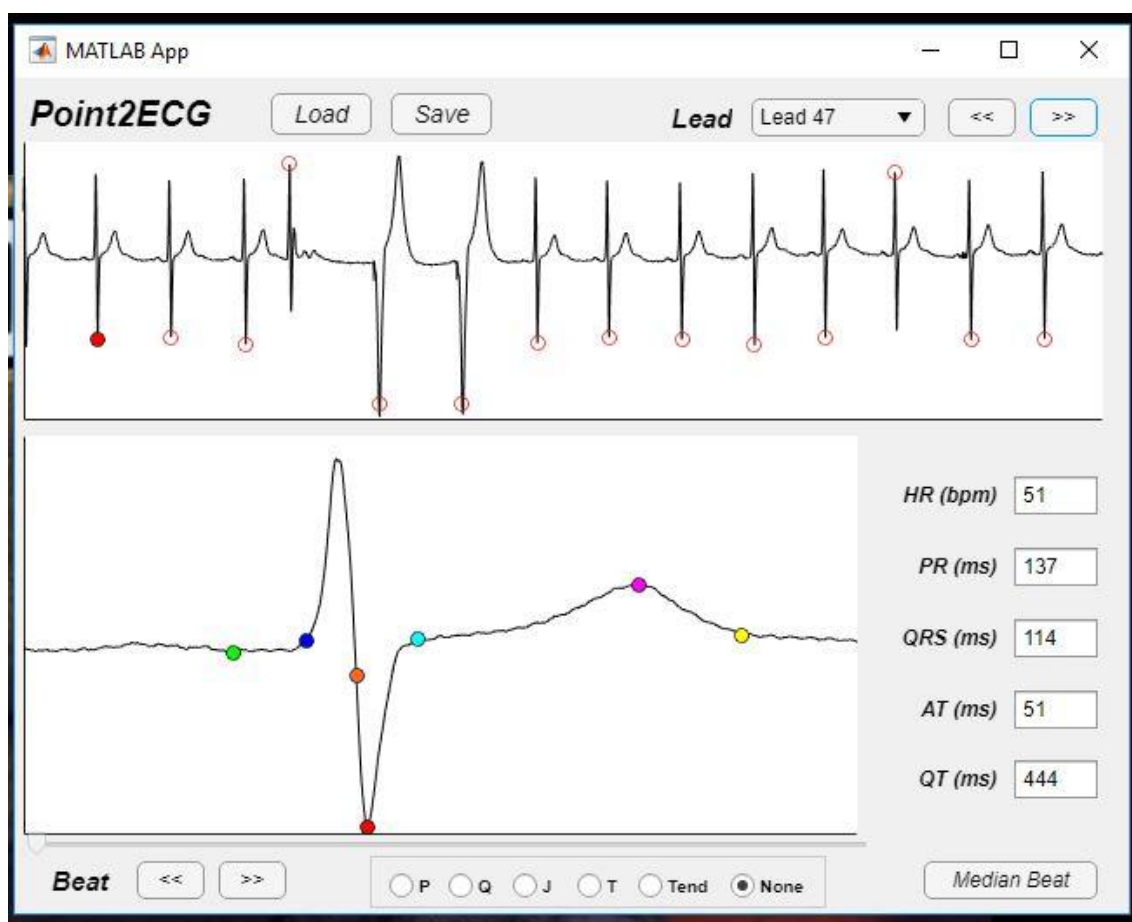 MATLAB App
Point2ECG Load Save Lead Lead 47 << >>
HR (bpm) 51
PR (ms) 137
QRS (ms) 114
AT (ms) 51
QT (ms) 444
Beat << >> P Q J T Tend None Median Beat